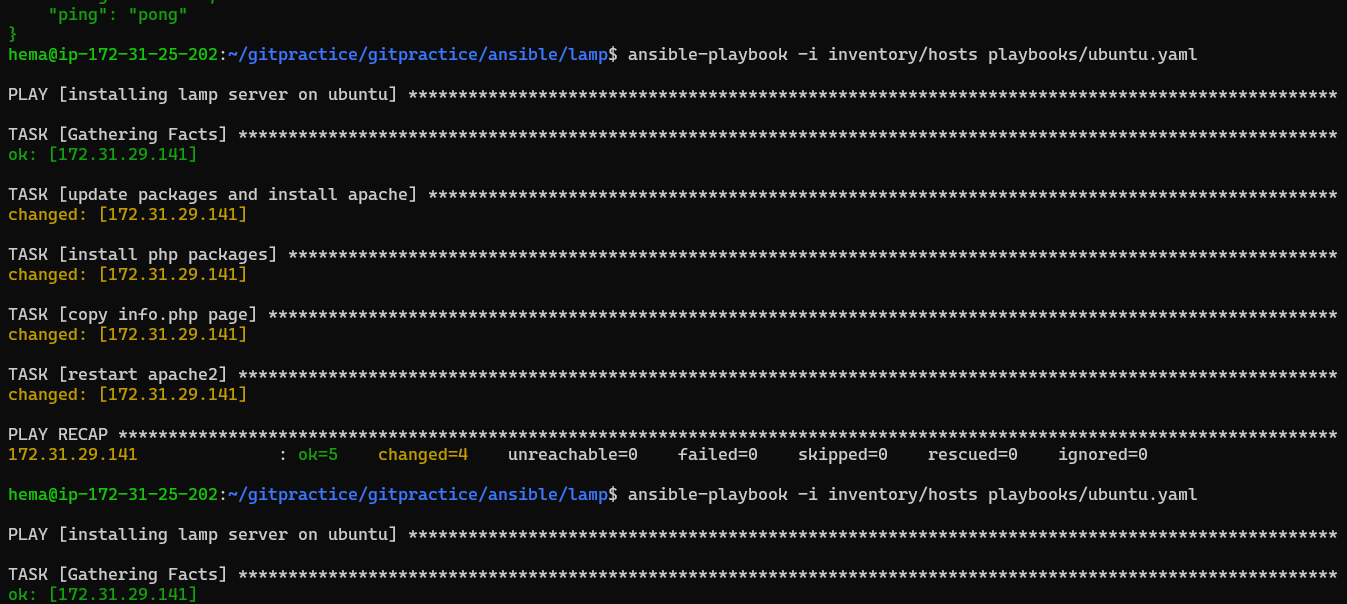 "ping": "pong"
}
hema@ip-172-31-25-202:~/gitpractice/gitpractice/ansible/lamp$ ansible-playbook -i inventory/hosts playbooks/ubuntu.yaml
PLAY [installing lamp server on ubuntu] *********************************************************************************************
TASK [Gathering Facts] **************************************************************************************************************
ok: [172.31.29.141]
TASK [update packages and install apache] *******************************************************************************************
changed: [172.31.29.141]
TASK [install php packages] *********************************************************************************************************
changed: [172.31.29.141]
TASK [copy info.php page] ***********************************************************************************************************
changed: [172.31.29.141]
TASK [restart apache2] **************************************************************************************************************
changed: [172.31.29.141]
PLAY RECAP **************************************************************************************************************************
172.31.29.141              : ok=5    changed=4    unreachable=0    failed=0    skipped=0    rescued=0    ignored=0
hema@ip-172-31-25-202:~/gitpractice/gitpractice/ansible/lamp$ ansible-playbook -i inventory/hosts playbooks/ubuntu.yaml
PLAY [installing lamp server on ubuntu] *********************************************************************************************
TASK [Gathering Facts] **************************************************************************************************************
ok: [172.31.29.141]